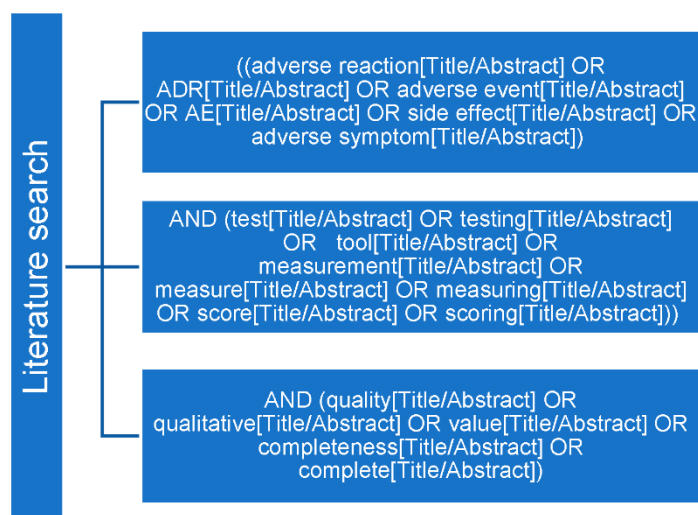 Literature search
((adverse reaction[Title/Abstract] OR
ADR[Title/Abstract] OR adverse event[Title/Abstract]
OR AE[Title/Abstract] OR side effect[Title/Abstract] OR
adverse symptom[Title/Abstract])
AND (test[Title/Abstract] OR testing[Title/Abstract]
OR tool[Title/Abstract] OR
measurement[Title/Abstract] OR
measure[Title/Abstract] OR measuring[Title/Abstract]
OR score[Title/Abstract] OR scoring[Title/Abstract]))
AND (quality[Title/Abstract] OR
qualitative[Title/Abstract] OR value[Title/Abstract] OR
completeness[Title/Abstract] OR
complete[Title/Abstract])